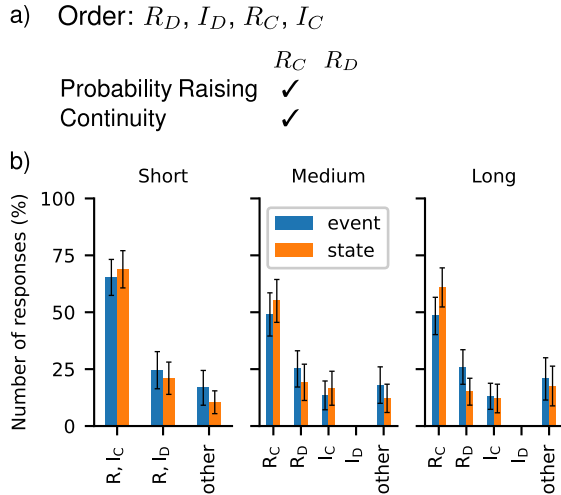 a) Order: R_D, I_D, R_C, I_C
R_C R_D
Probability Raising ✓
Continuity ✓
b)
Short Medium Long
Number of responses (%)
100
75
50
25
0
event
state
R, I_C R, I_D other
R_C R_D I_C I_D other
R_C R_D I_C I_D other